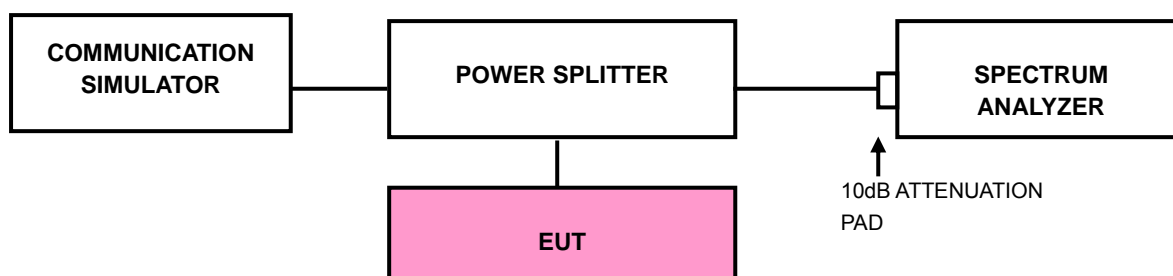 COMMUNICATION
SIMULATOR
POWER SPLITTER
SPECTRUM
ANALYZER
10dB ATTENUATION
PAD
EUT